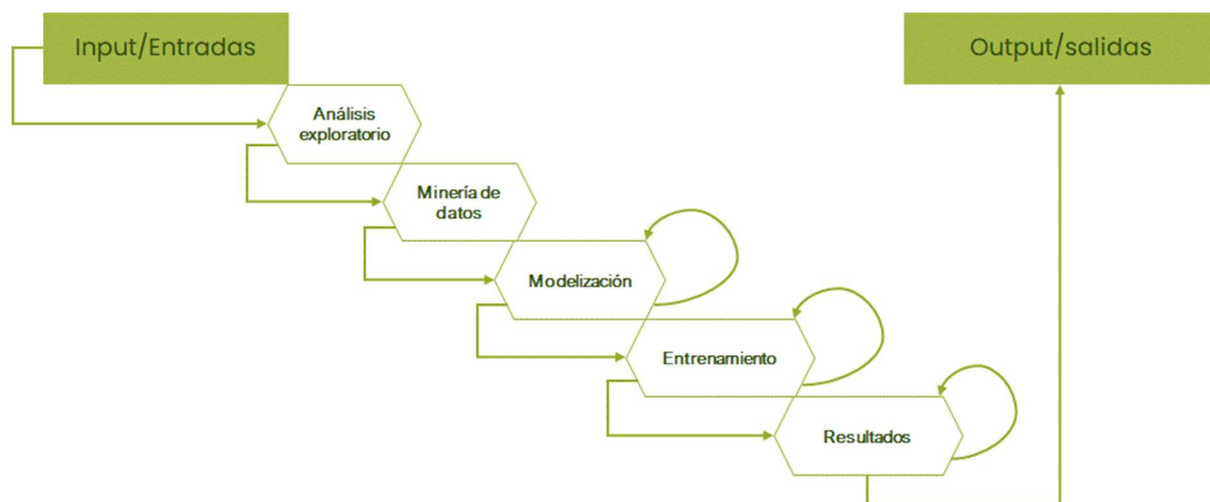 Input/Entradas
Output/salidas
Análisis
exploratorio
Minería de
datos
Modelización
Entrenamiento
Resultados